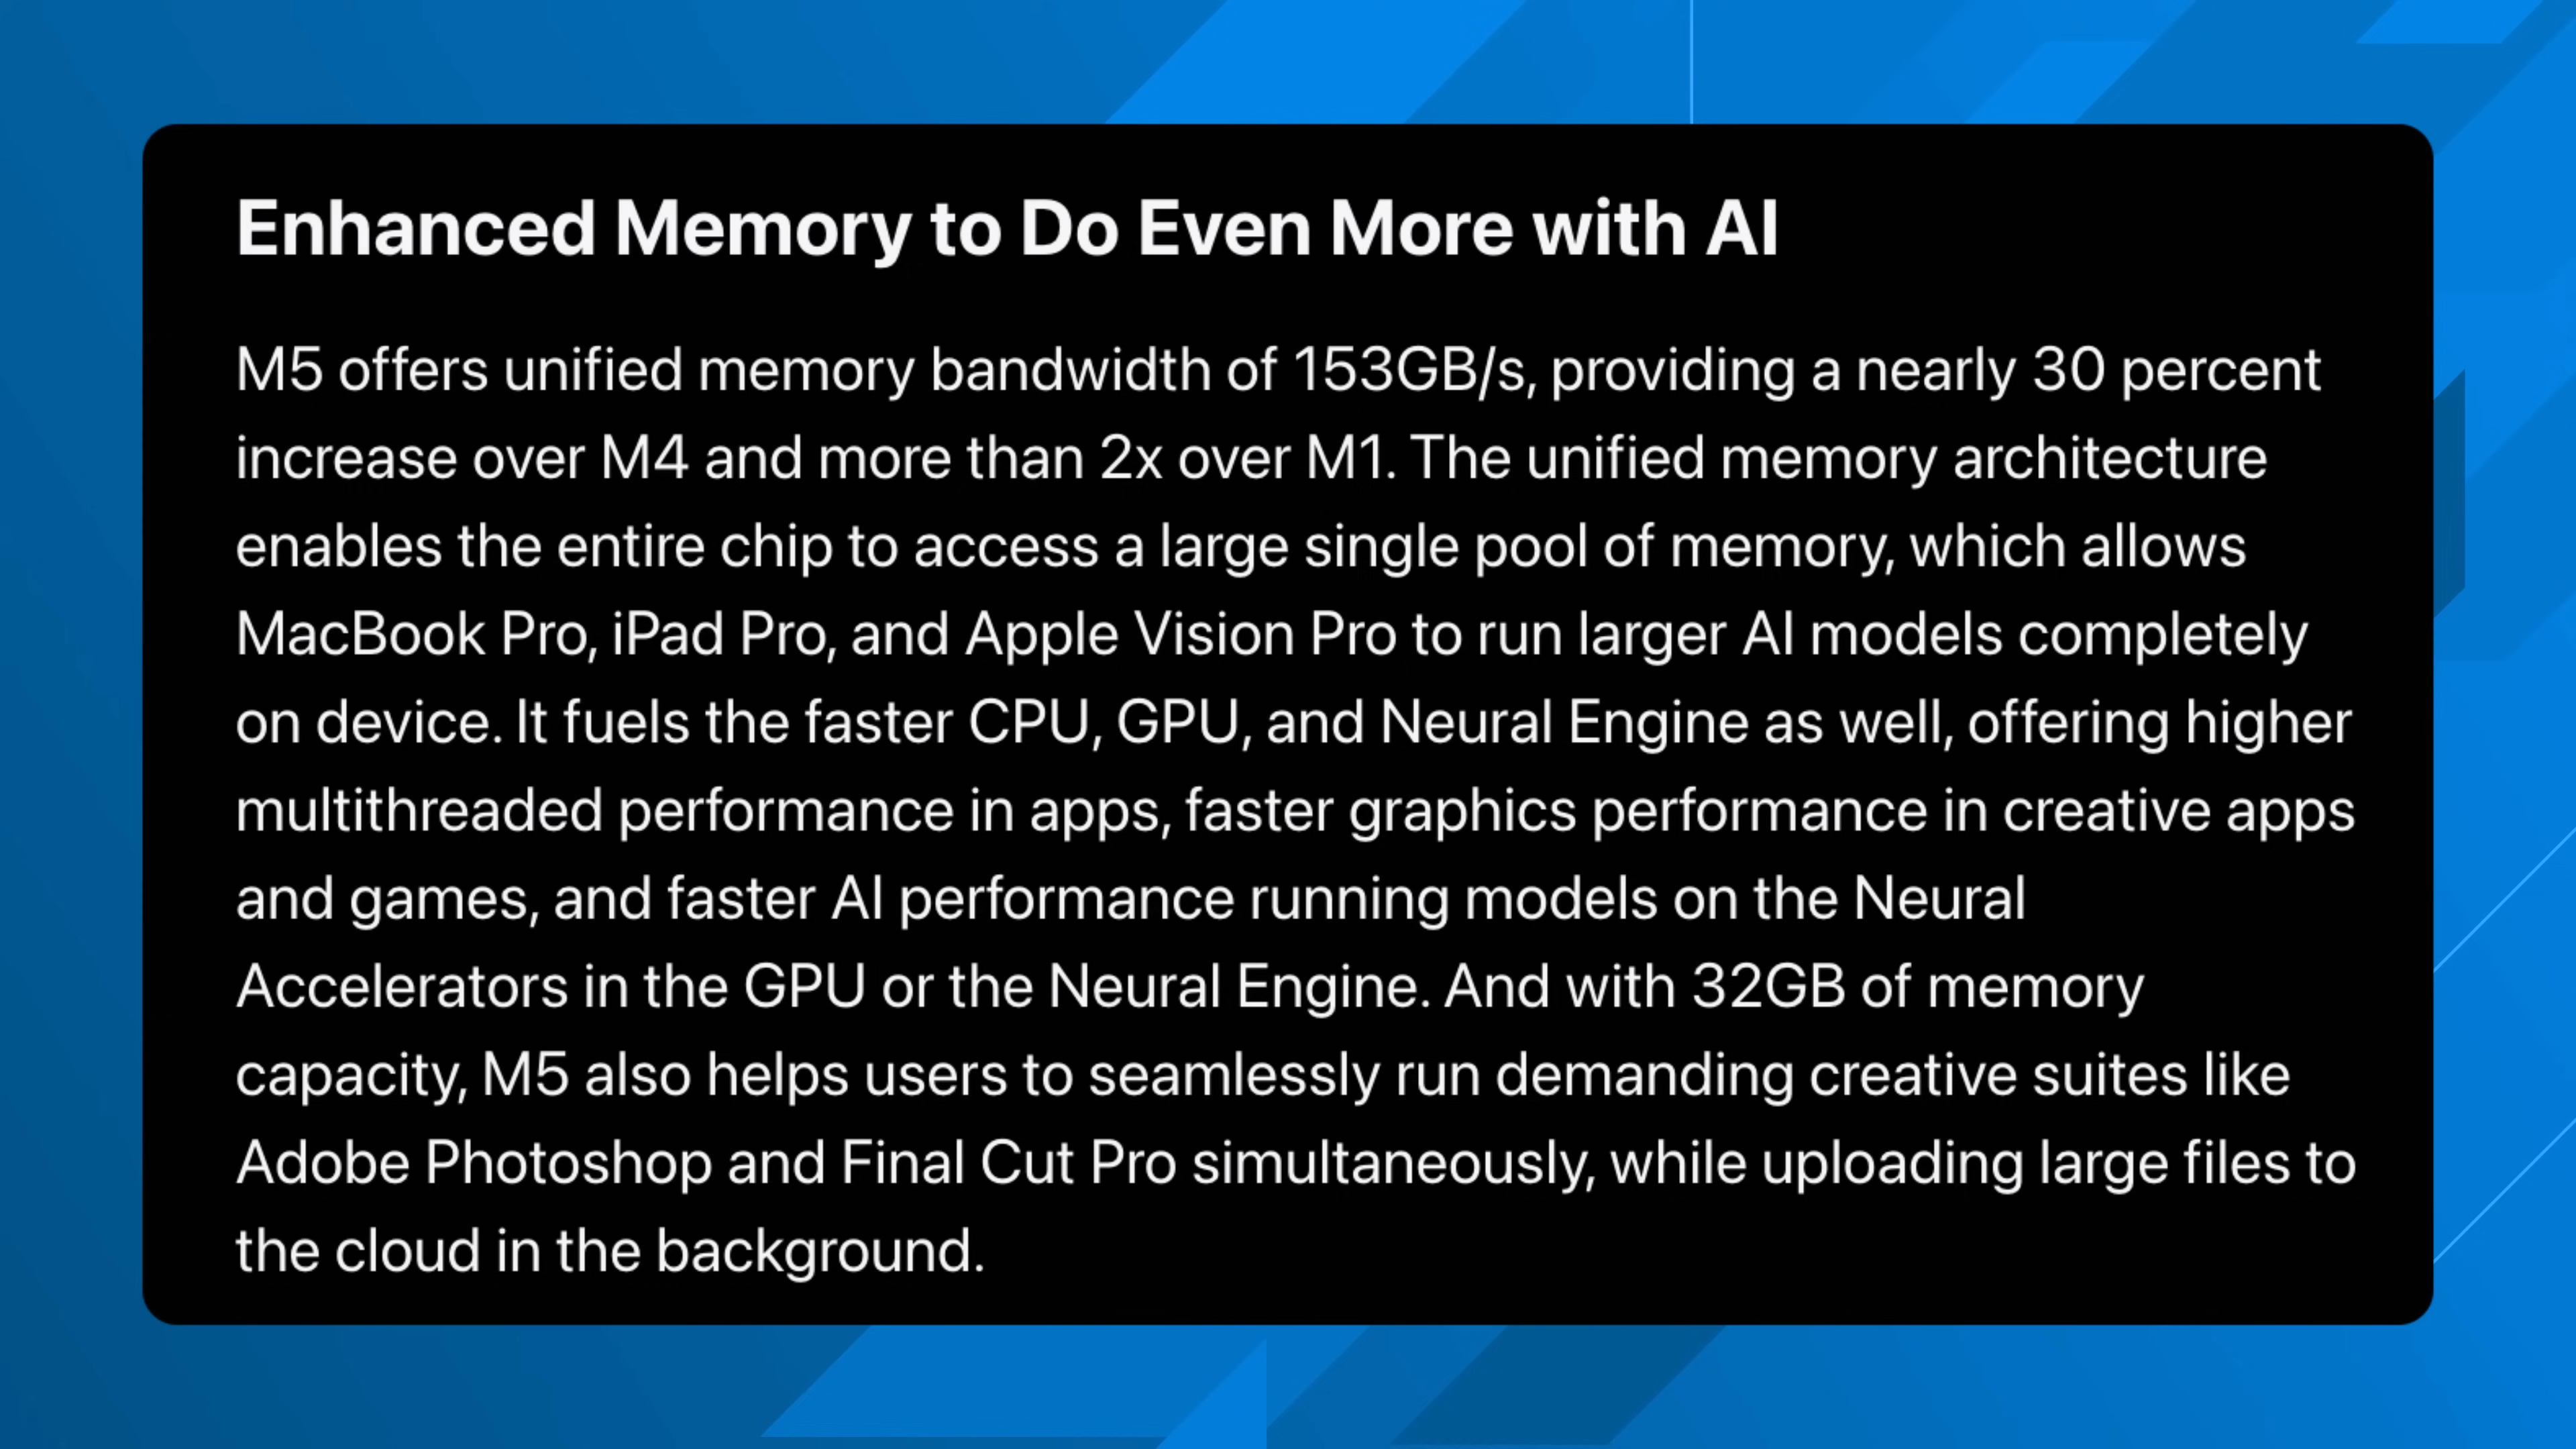 Enhanced Memory to Do Even More with AI
M5 offers unified memory bandwidth of 153GB/s, providing a nearly 30 percent
increase over M4 and more than 2x over M1. The unified memory architecture
enables the entire chip to access a large single pool of memory, which allows
MacBook Pro, iPad Pro, and Apple Vision Pro to run larger AI models completely
on device. It fuels the faster CPU, GPU, and Neural Engine as well, offering higher
multithreaded performance in apps, faster graphics performance in creative apps
and games, and faster AI performance running models on the Neural
Accelerators in the GPU or the Neural Engine. And with 32GB of memory
capacity, M5 also helps users to seamlessly run demanding creative suites like
Adobe Photoshop and Final Cut Pro simultaneously, while uploading large files to
the cloud in the background.